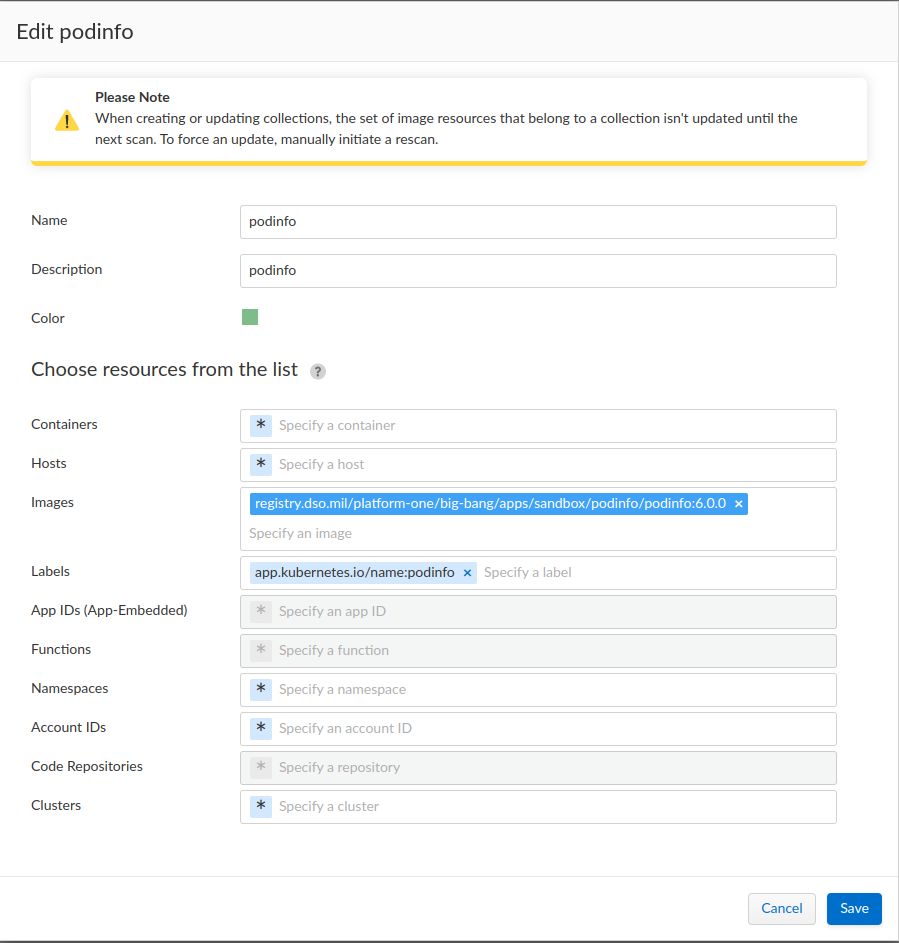 Edit podinfo
Please Note
When creating or updating collections, the set of image resources that belong to a collection isn't updated until the
next scan. To force an update, manually initiate a rescan.
Name
podinfo
Description
podinfo
Color
Choose resources from the list ?
Containers
* Specify a container
Hosts
* Specify a host
Images
registry.dso.mil/platform-one/big-bang/apps/sandbox/podinfo/podinfo:6.0.0 ×
Specify an image
Labels
app.kubernetes.io/name:podinfo × Specify a label
App IDs (App-Embedded)
* Specify an app ID
Functions
* Specify a function
Namespaces
* Specify a namespace
Account IDs
* Specify an account ID
Code Repositories
* Specify a repository
Clusters
* Specify a cluster
Cancel
Save